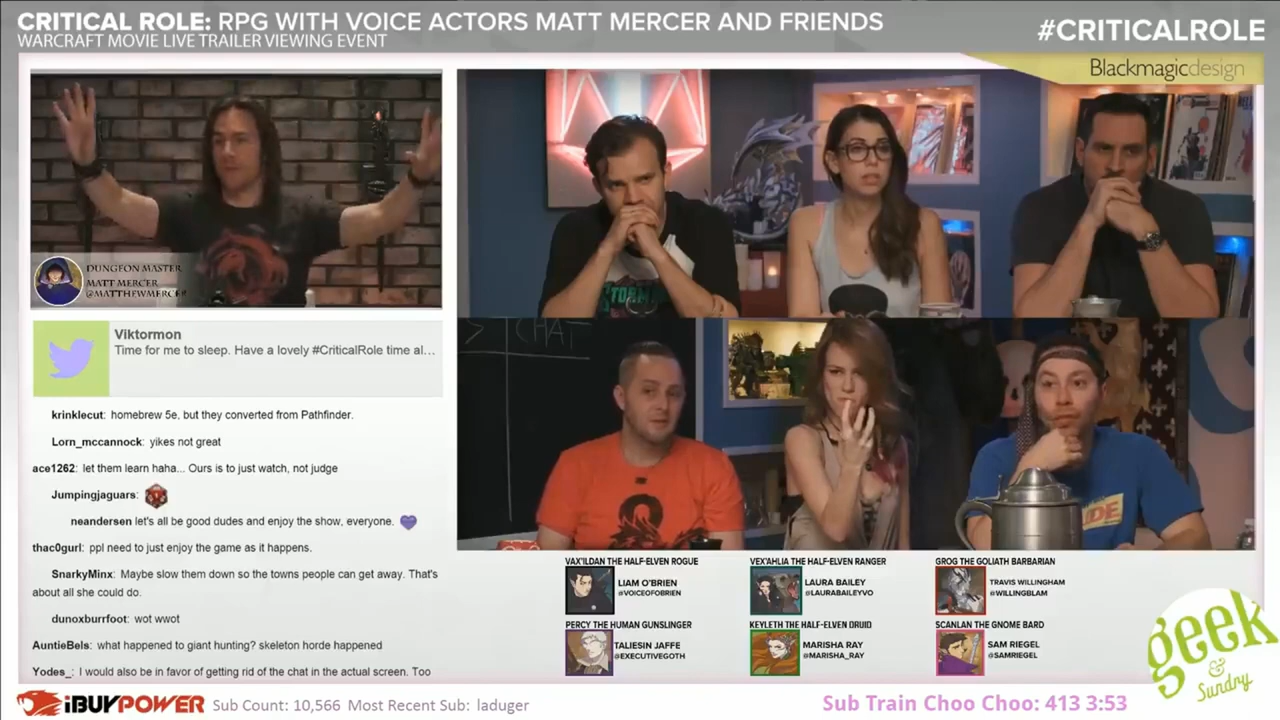 CRITICAL ROLE: RPG WITH VOICE ACTORS MATT MERCER AND FRIENDS
WARCRAFT MOVIE LIVE TRAILER VIEWING EVENT
#CRITICALROLE
Blackmagicdesign
DUNGEON MASTER
MATT MERCER
@MATTHEWMERCER
Viktormon
Time for me to sleep. Have a lovely #CriticalRole time al...
krinklecut: homebrew 5e, but they converted from Pathfinder.
Lorn_mccannock: yikes not great
ace1262: let them learn haha... Ours is to just watch, not judge
Jumpingjaguars:
neandersen let's all be good dudes and enjoy the show, everyone.
thac0gurl: ppl need to just enjoy the game as it happens.
SnarkyMinx: Maybe slow them down so the towns people can get away. That's
about all she could do.
dunoxburrfoot: wot wwot
AuntieBels: what happened to giant hunting? skeleton horde happened
Yodes_: I would also be in favor of getting rid of the chat in the actual screen. Too
CHAT
VAX'ILDAN THE HALF-ELVEN ROGUE
LIAM O'BRIEN
@VOICEOFOBRIEN
VEX'AHLIA THE HALF-ELVEN RANGER
LAURA BAILEY
@LAURABAILEYVO
GROG THE GOLIATH BARBARIAN
TRAVIS WILLINGHAM
@WILLINGBLAM
PERCY THE HUMAN GUNSLINGER
TALIESIN JAFFE
@EXECUTIVEGOTH
KEYLETH THE HALF-ELVEN DRUID
MARISHA RAY
@MARISHA_RAY
SCANLAN THE GNOME BARD
SAM RIEGEL
@SAMRIEGEL
geek
&
Sundry
iBUYPOWER
Sub Count: 10,566 Most Recent Sub: laduger
Sub Train Choo Choo: 413 3:53